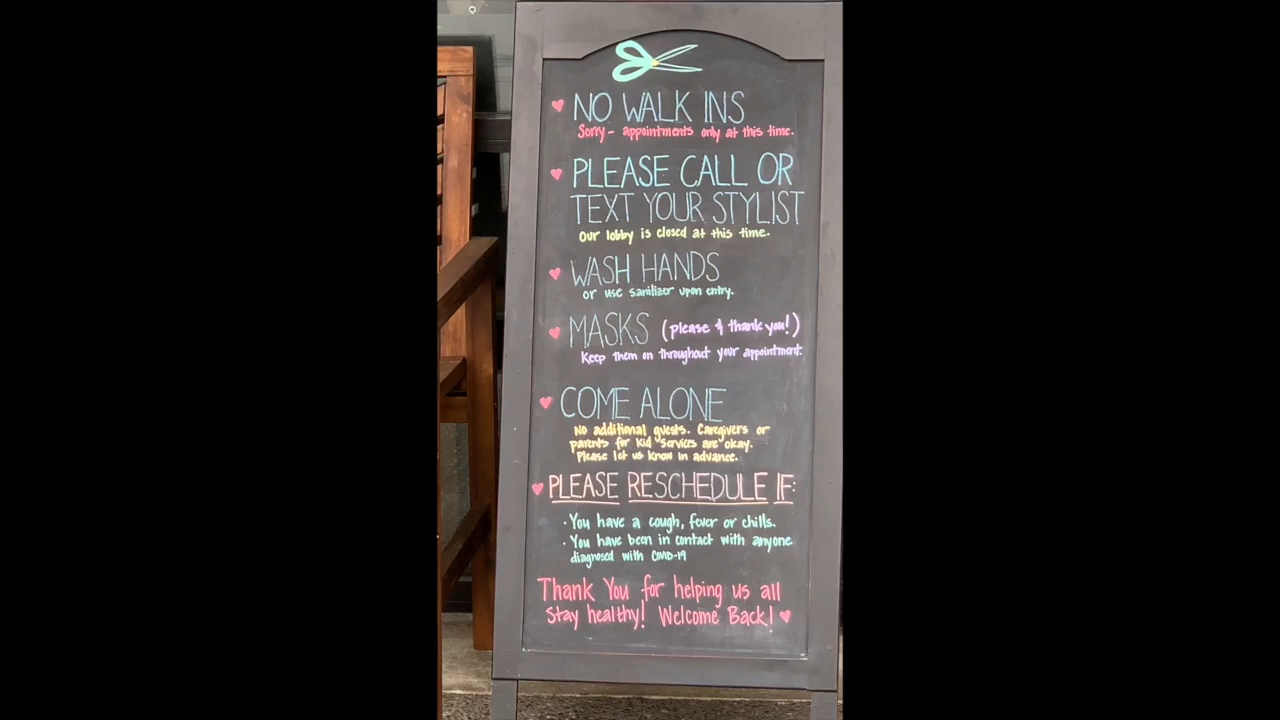 NO WALK INS
Sorry - appointments only at this time.
PLEASE CALL OR
TEXT YOUR STYLIST
Our lobby is closed at this time.
WASH HANDS
or use sanitizer upon entry.
MASKS (please & thank you!)
Keep them on throughout your appointment.
COME ALONE
No additional guests. Caregivers or
parents for kid services are okay.
Please let us know in advance.
PLEASE RESCHEDULE IF:
· You have a cough, fever or chills.
· You have been in contact with anyone
diagnosed with COVID-19
Thank You for helping us all
Stay healthy! Welcome Back!